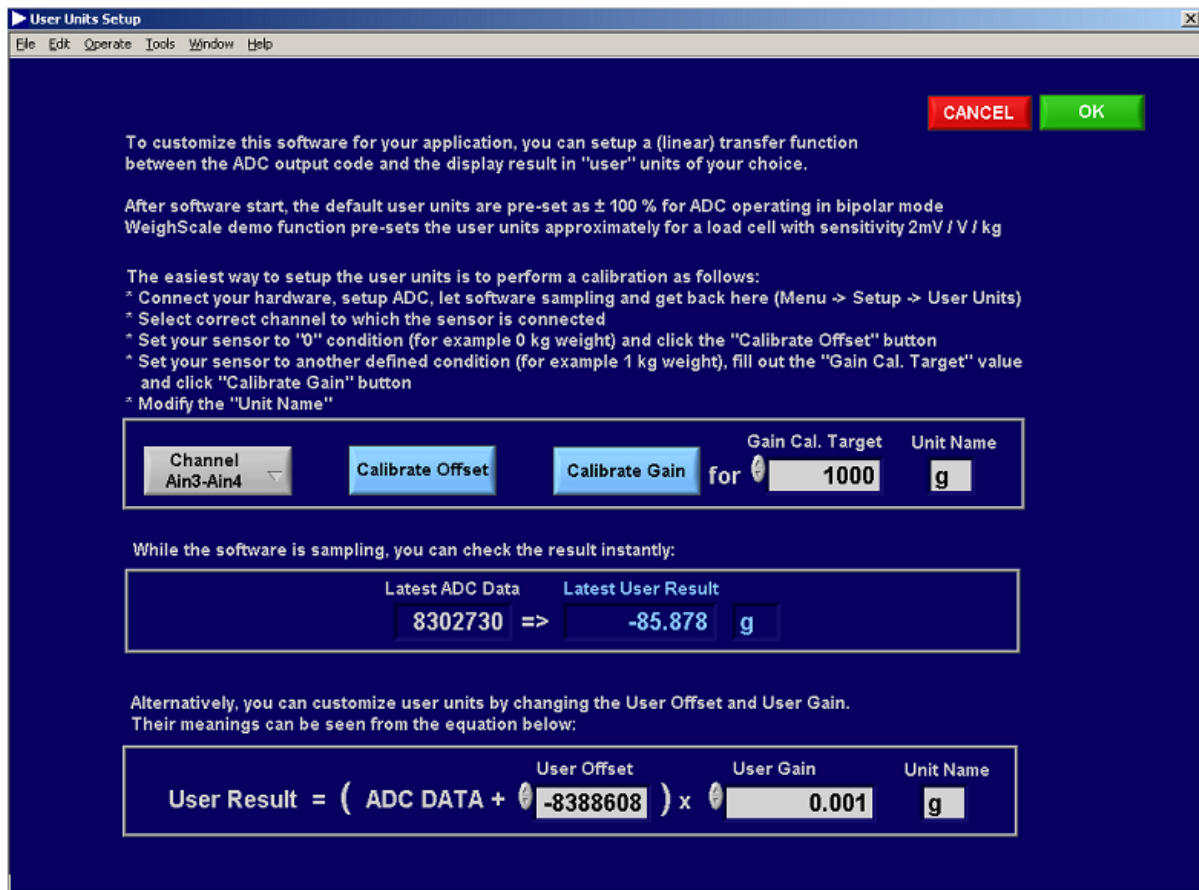 User Units Setup
File Edit Operate Tools Window Help
CANCEL OK
To customize this software for your application, you can setup a (linear) transfer function
between the ADC output code and the display result in "user" units of your choice.
After software start, the default user units are pre-set as ± 100 % for ADC operating in bipolar mode
WeighScale demo function pre-sets the user units approximately for a load cell with sensitivity 2mV / V / kg
The easiest way to setup the user units is to perform a calibration as follows:
* Connect your hardware, setup ADC, let software sampling and get back here (Menu -> Setup -> User Units)
* Select correct channel to which the sensor is connected
* Set your sensor to "0" condition (for example 0 kg weight) and click the "Calibrate Offset" button
* Set your sensor to another defined condition (for example 1 kg weight), fill out the "Gain Cal. Target" value
and click "Calibrate Gain" button
* Modify the "Unit Name"
Gain Cal. Target Unit Name
Channel
Ain3-Ain4
Calibrate Offset Calibrate Gain for 1000 g
While the software is sampling, you can check the result instantly:
Latest ADC Data Latest User Result
8302730 => -85.878 g
Alternatively, you can customize user units by changing the User Offset and User Gain.
Their meanings can be seen from the equation below:
User Offset User Gain Unit Name
User Result = ( ADC DATA + -8388608 ) x 0.001 g